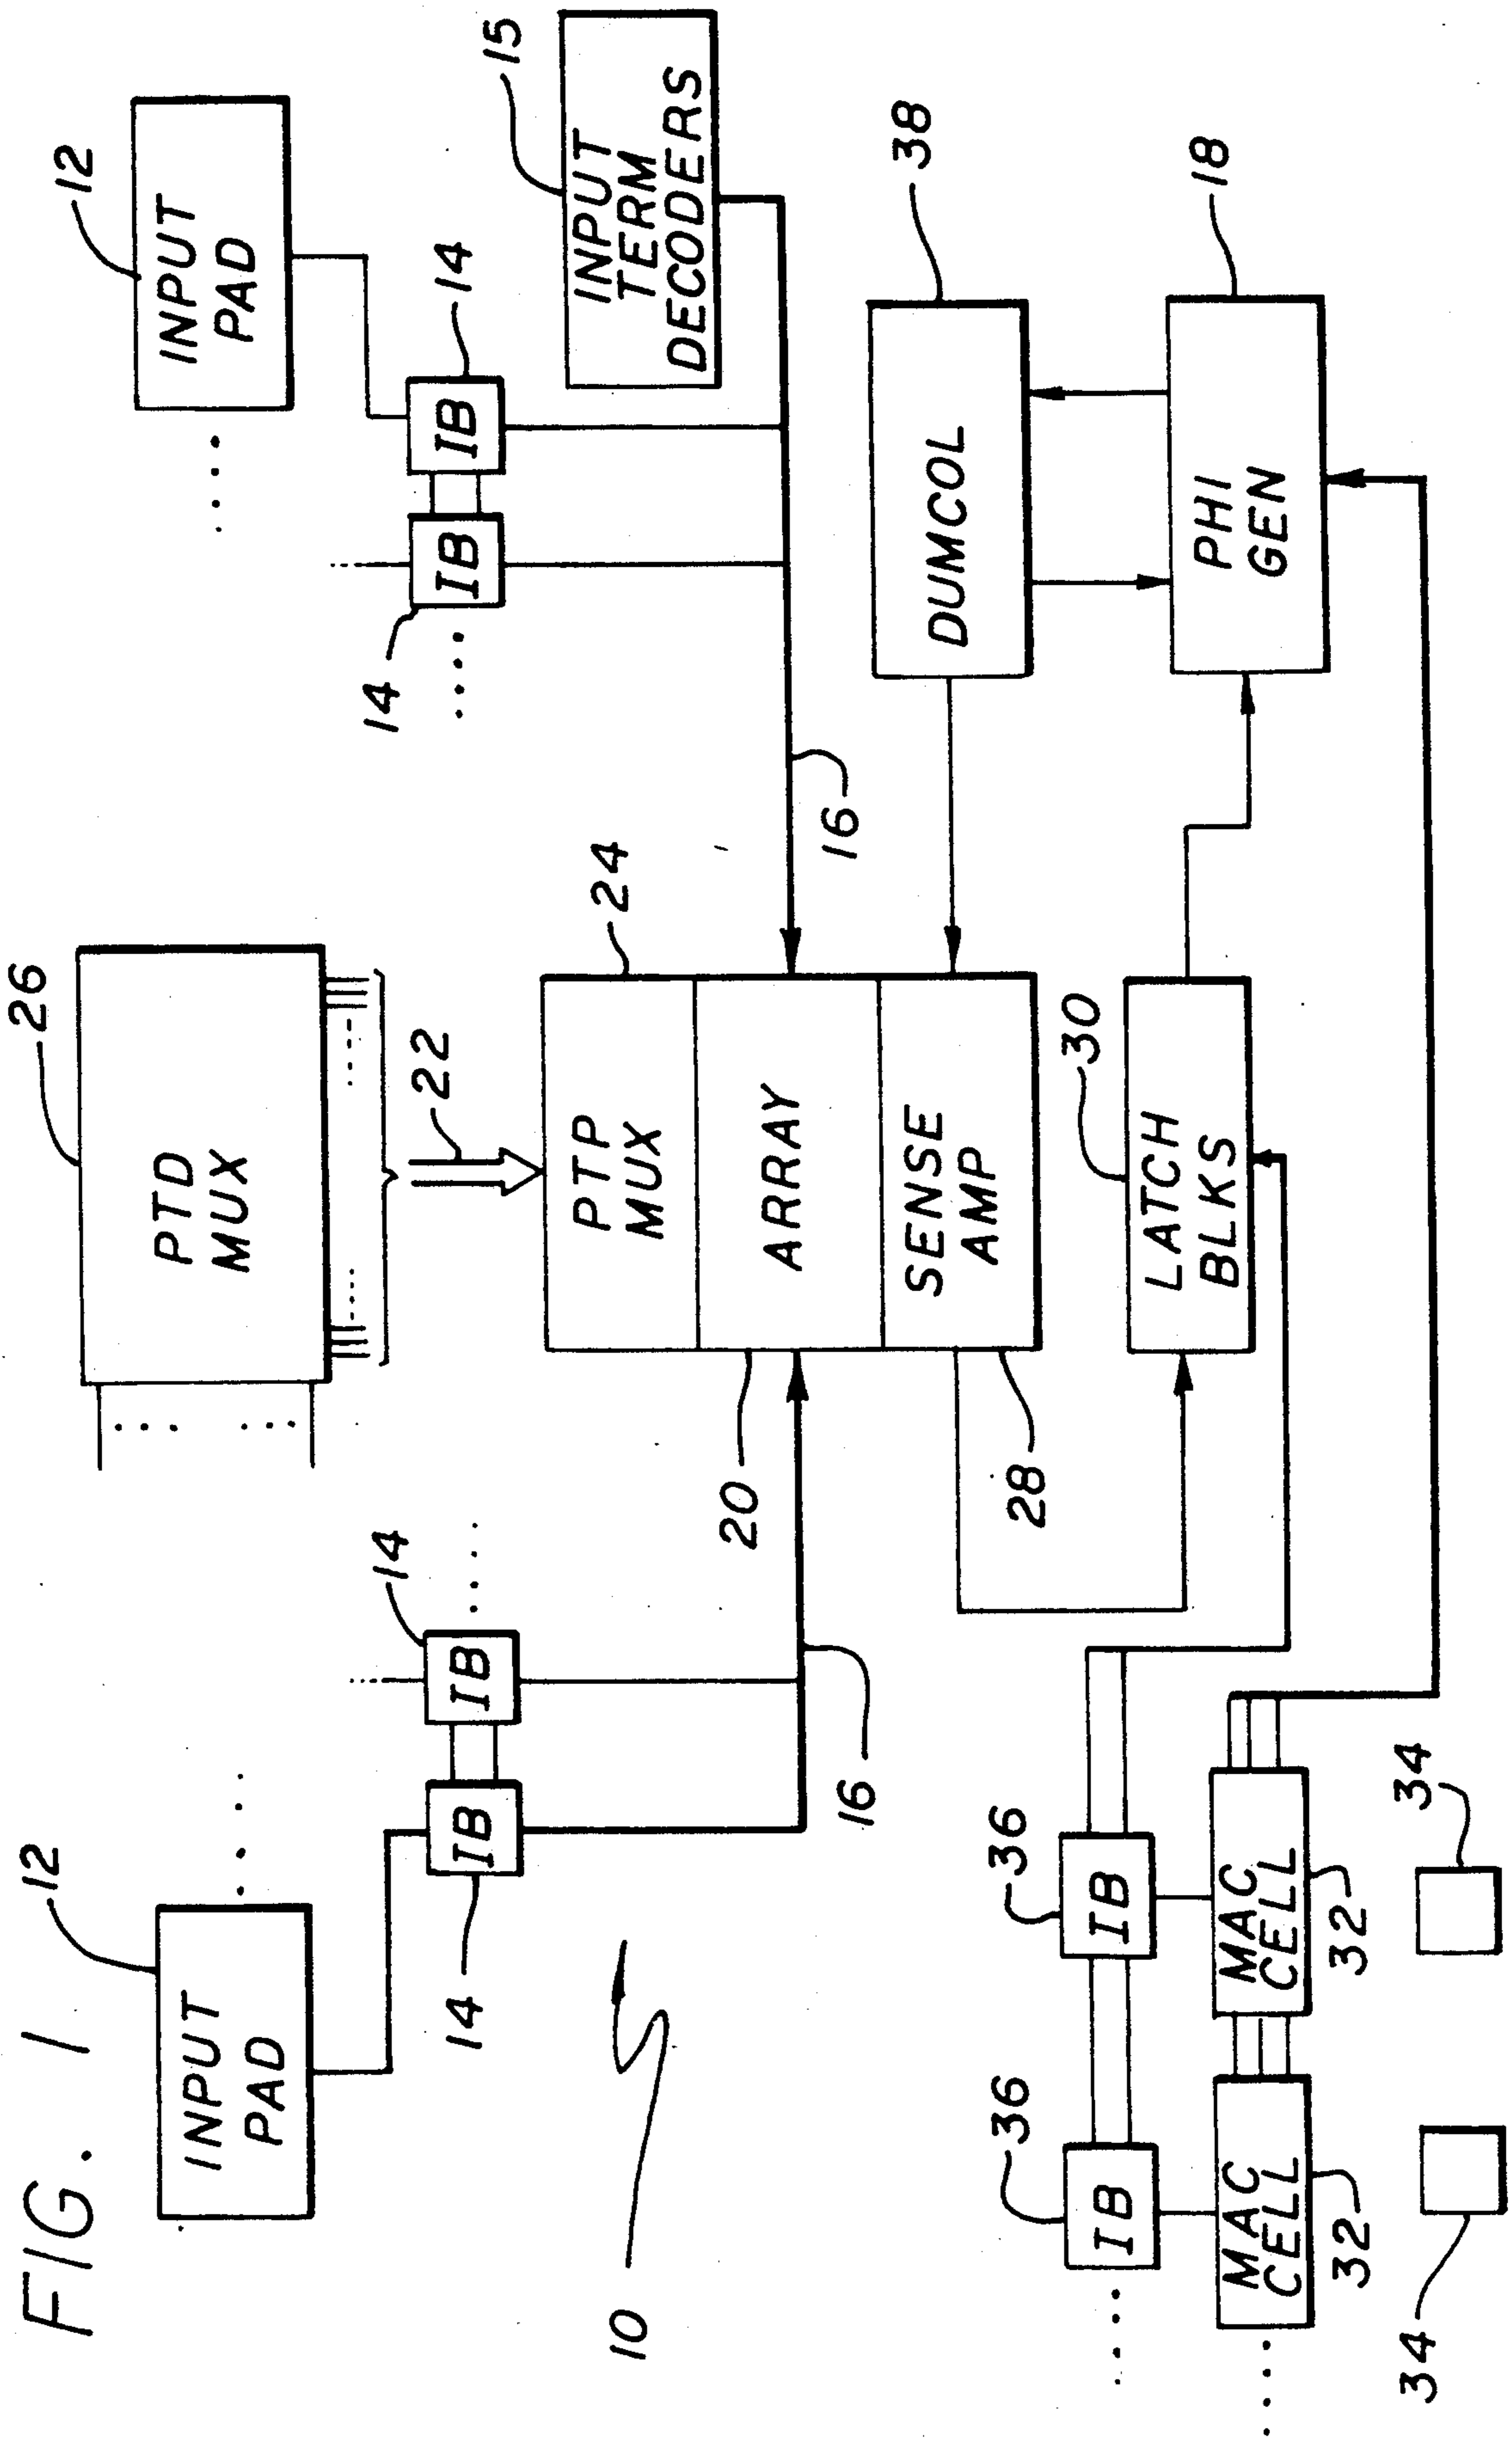 FIG. 1
12
INPUT
PAD
14
IB
IB
14
16
10
26
PTD
MUX
22
24
PTP
MUX
ARRAY
SENSE
AMP
20
28
12
INPUT
PAD
14
IB
IB
14
15
INPUT
TERM
DECODERS
16
38
DUMCOL
18
PHI
GEN
30
LATCH
BLKS
36
IB
36
IB
MAC
CELL
32
MAC
CELL
32
34
34